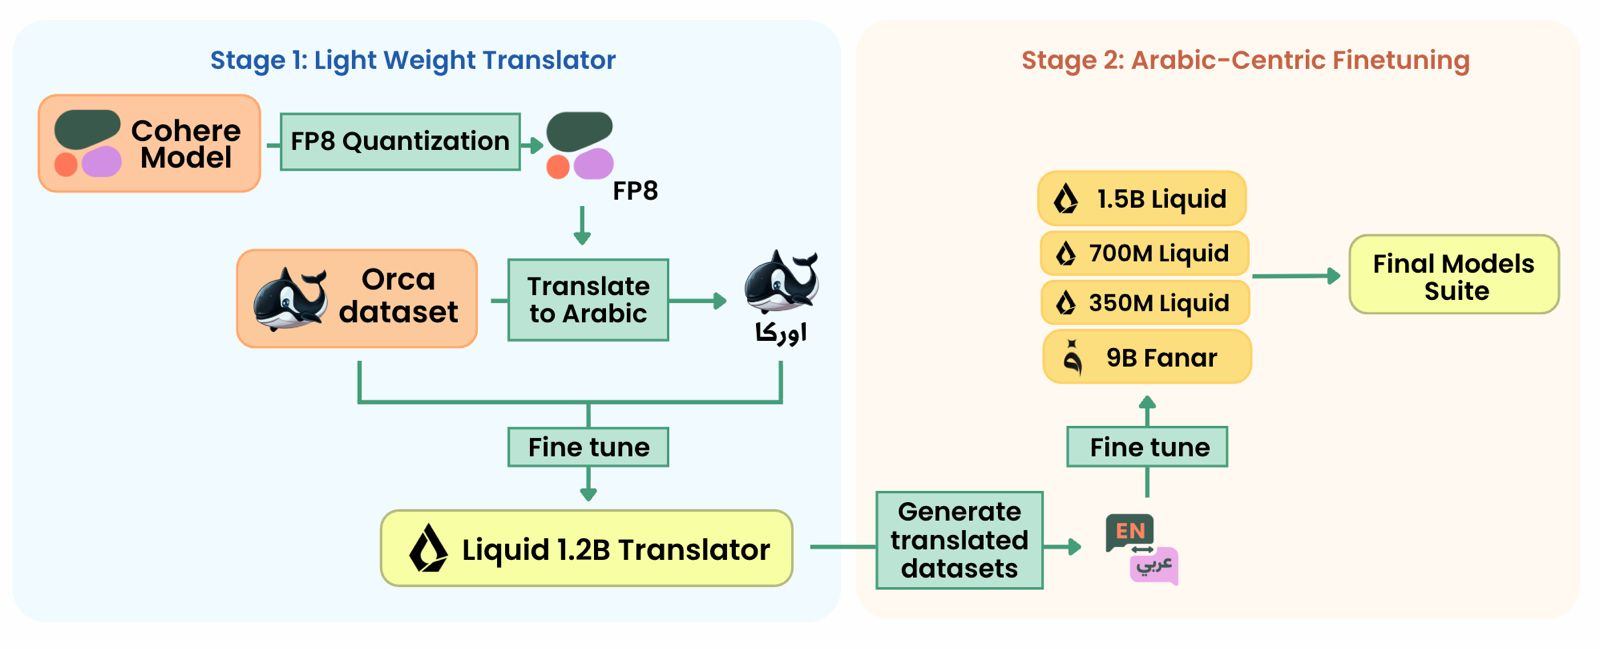 Stage 1: Light Weight Translator
Cohere
Model
FP8 Quantization
FP8
Orca
dataset
Translate
to Arabic
اوركا
Fine tune
Liquid 1.2B Translator
Stage 2: Arabic-Centric Finetuning
1.5B Liquid
700M Liquid
350M Liquid
9B Fanar
Final Models
Suite
Fine tune
Generate
translated
datasets
EN
عربي